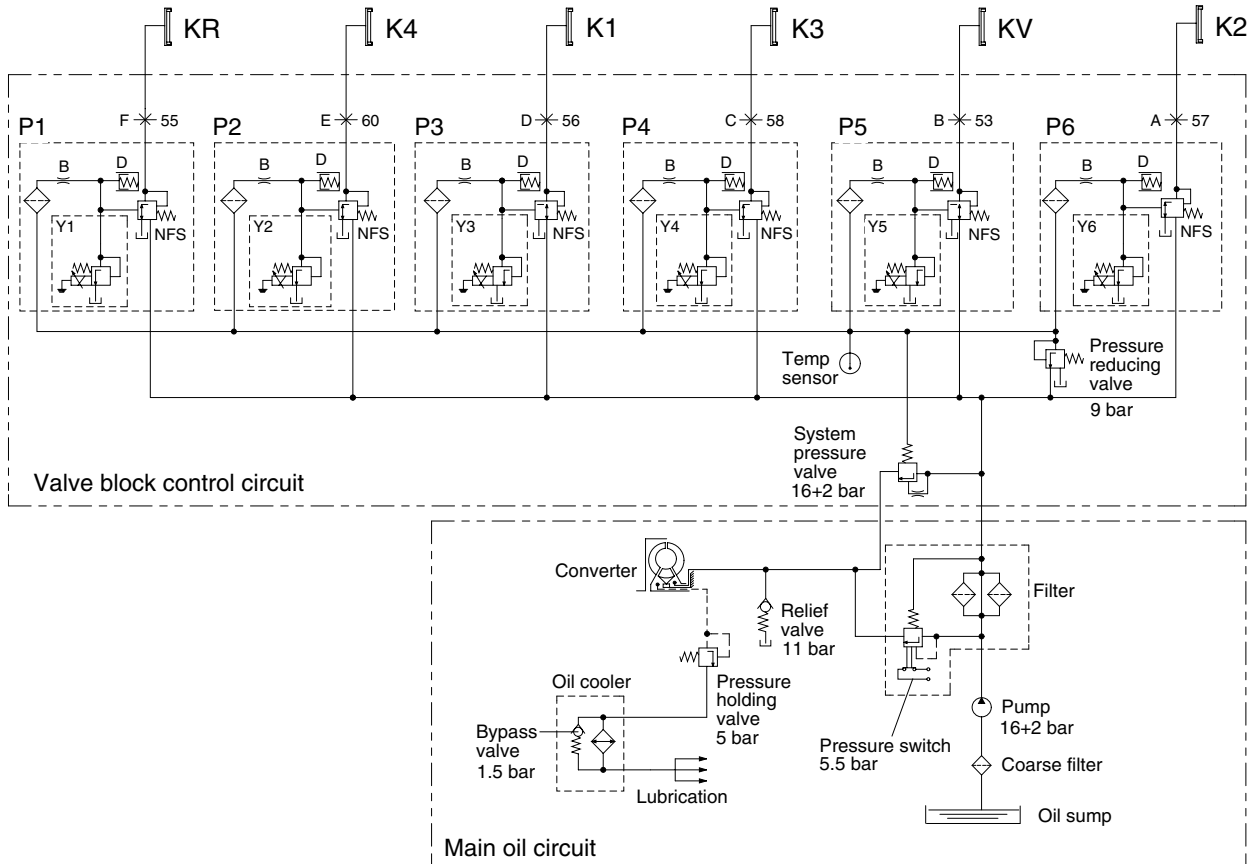 KR K4 K1 K3 KV K2
F 55 E 60 D 56 C 58 B 53 A 57
P1 P2 P3 P4 P5 P6
B D B D B D B D B D B D
Y1 NFS Y2 NFS Y3 NFS Y4 NFS Y5 NFS Y6 NFS
Temp
sensor
Pressure
reducing
valve
9 bar
System
pressure
valve
16+2 bar
Valve block control circuit
Converter
Relief
valve
11 bar
Filter
Oil cooler
Pressure
holding
valve
5 bar
Bypass
valve
1.5 bar
Lubrication
Pressure switch
5.5 bar
Pump
16+2 bar
Coarse filter
Oil sump
Main oil circuit